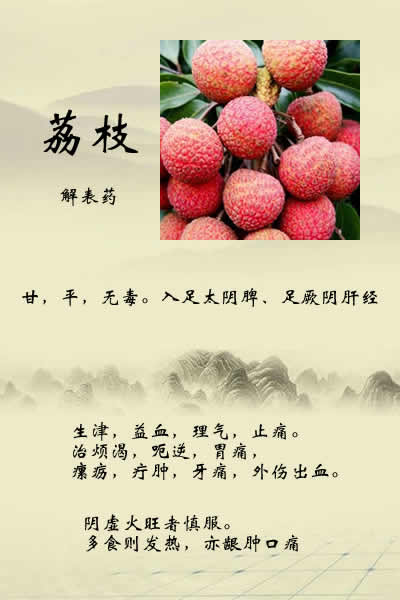 荔枝
解表药
甘，平，无毒。入足太阴脾、足厥阴肝经
生津，益血，理气，止痛。
治烦渴，呃逆，胃痛，
瘰疬，疔肿，牙痛，外伤出血。
阴虚火旺者慎服。
多食则发热，亦龈肿口痛